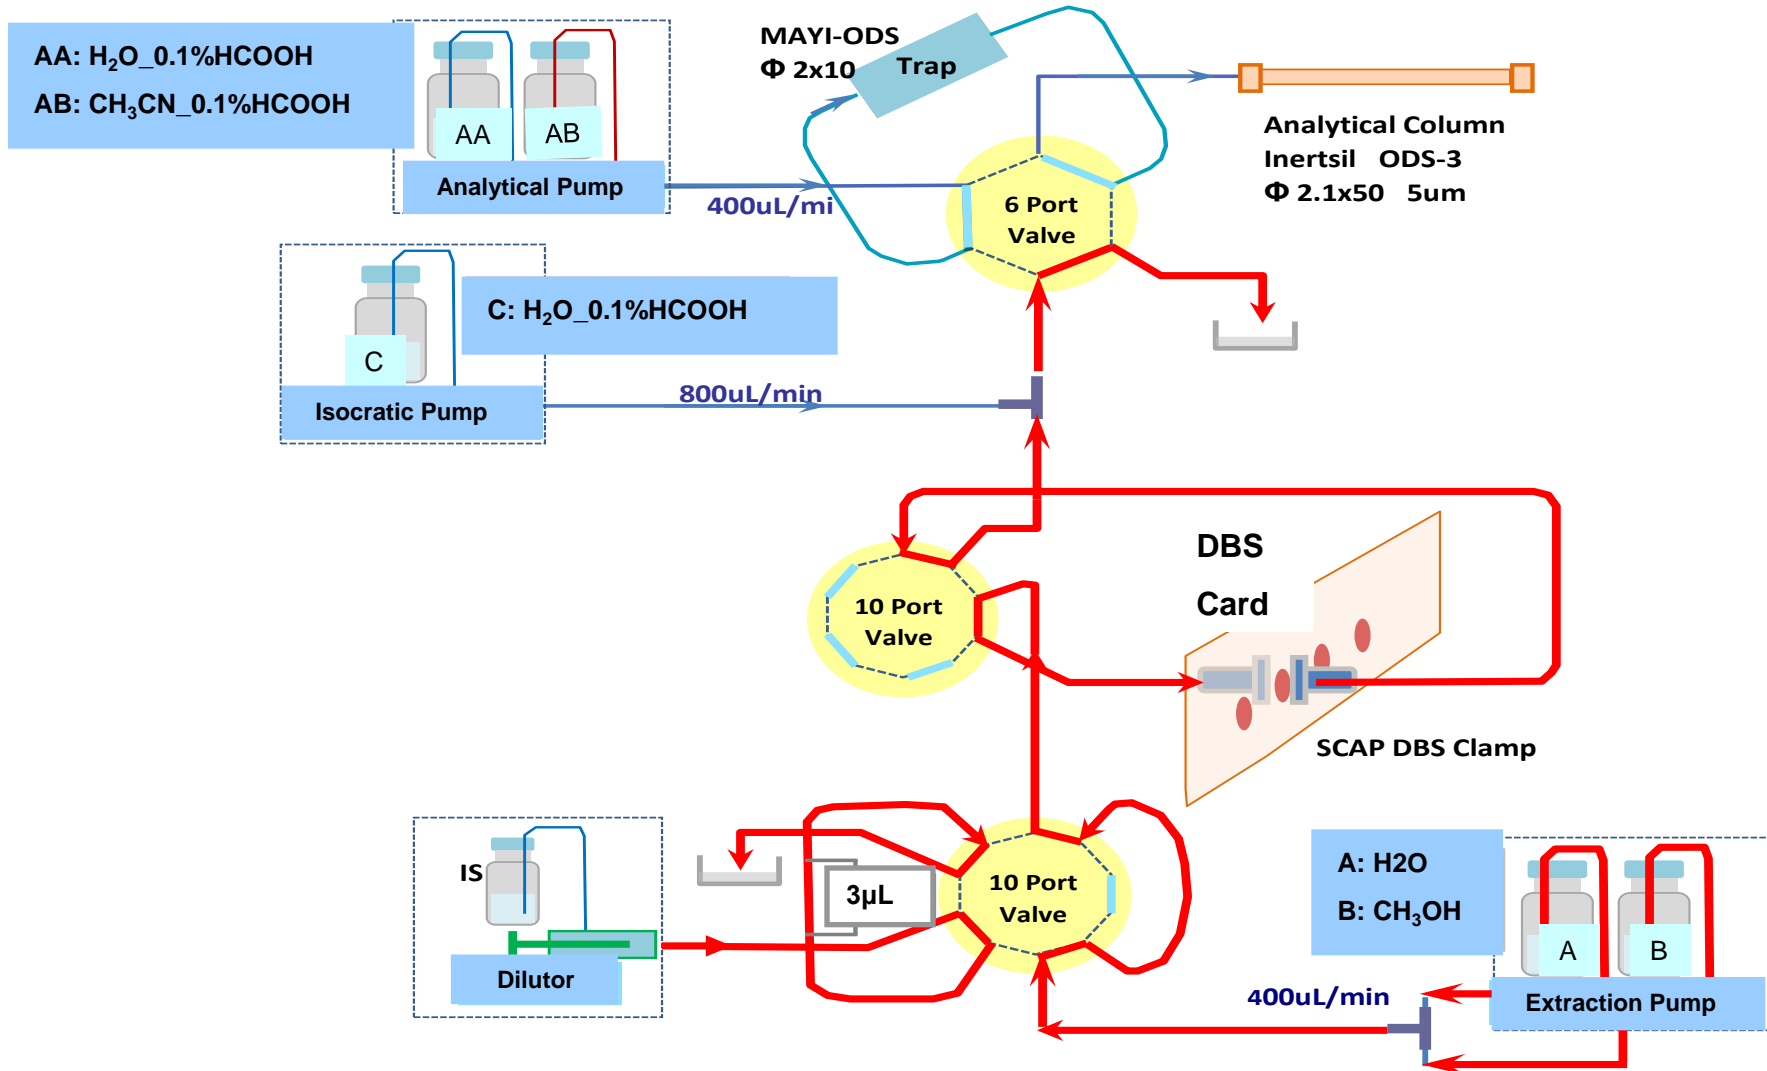 AA: H₂O_0.1%HCOOH
AB: CH₃CN_0.1%HCOOH
AA
AB
Analytical Pump
400uL/mi
MAYI-ODS
Φ 2x10
Trap
Analytical Column
Inertsil ODS-3
Φ 2.1x50 5um
6 Port
Valve
C: H₂O_0.1%HCOOH
C
Isocratic Pump
800uL/min
DBS
Card
10 Port
Valve
SCAP DBS Clamp
IS
Dilutor
3µL
10 Port
Valve
A: H2O
B: CH₃OH
A
B
Extraction Pump
400uL/min